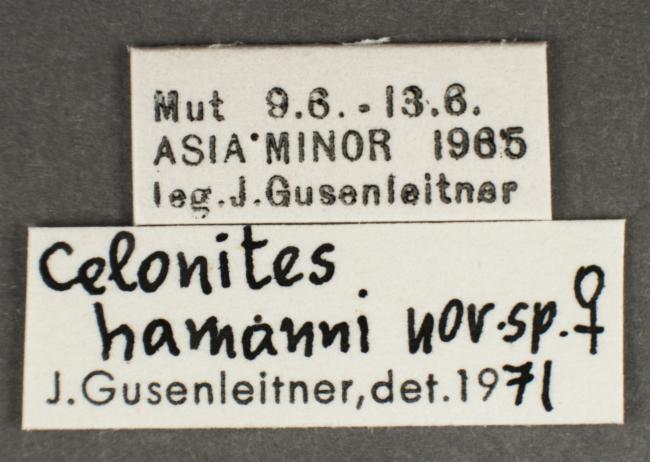 Mut 9.6.-13.6.
ASIA MINOR 1965
leg.J.Gusenleitner
Celonites
hamanni nov.sp.♀
J.Gusenleitner,det.1971